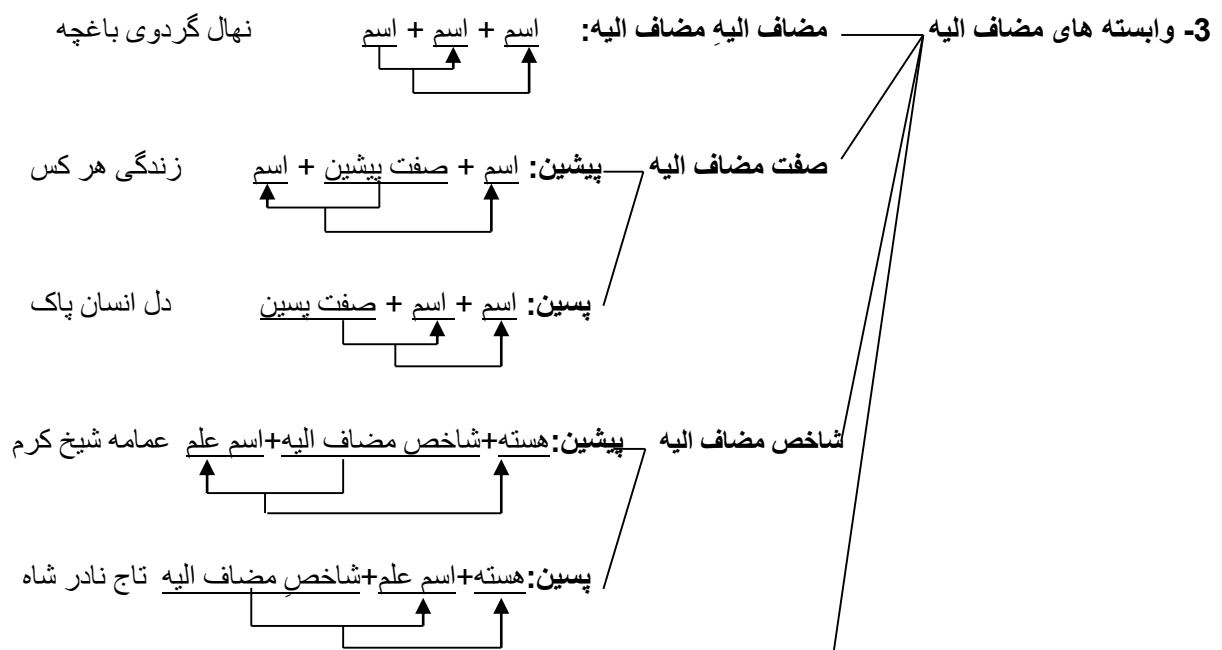 3- وابسته های مضاف الیه مضاف الیهِ مضاف الیه: اسم + اسم + اسم نهال گردوی باغچه
صفت مضاف الیه پیشین: اسم + صفت پیشین + اسم زندگی هر کس
پسین: اسم + اسم + صفت پسین دل انسان پاک
شاخص مضاف الیه پیشین:هسته+شاخص مضاف الیه+اسم علم عمامه شیخ کرم
پسین:هسته+اسم علم+شاخصِ مضاف الیه تاج نادر شاه